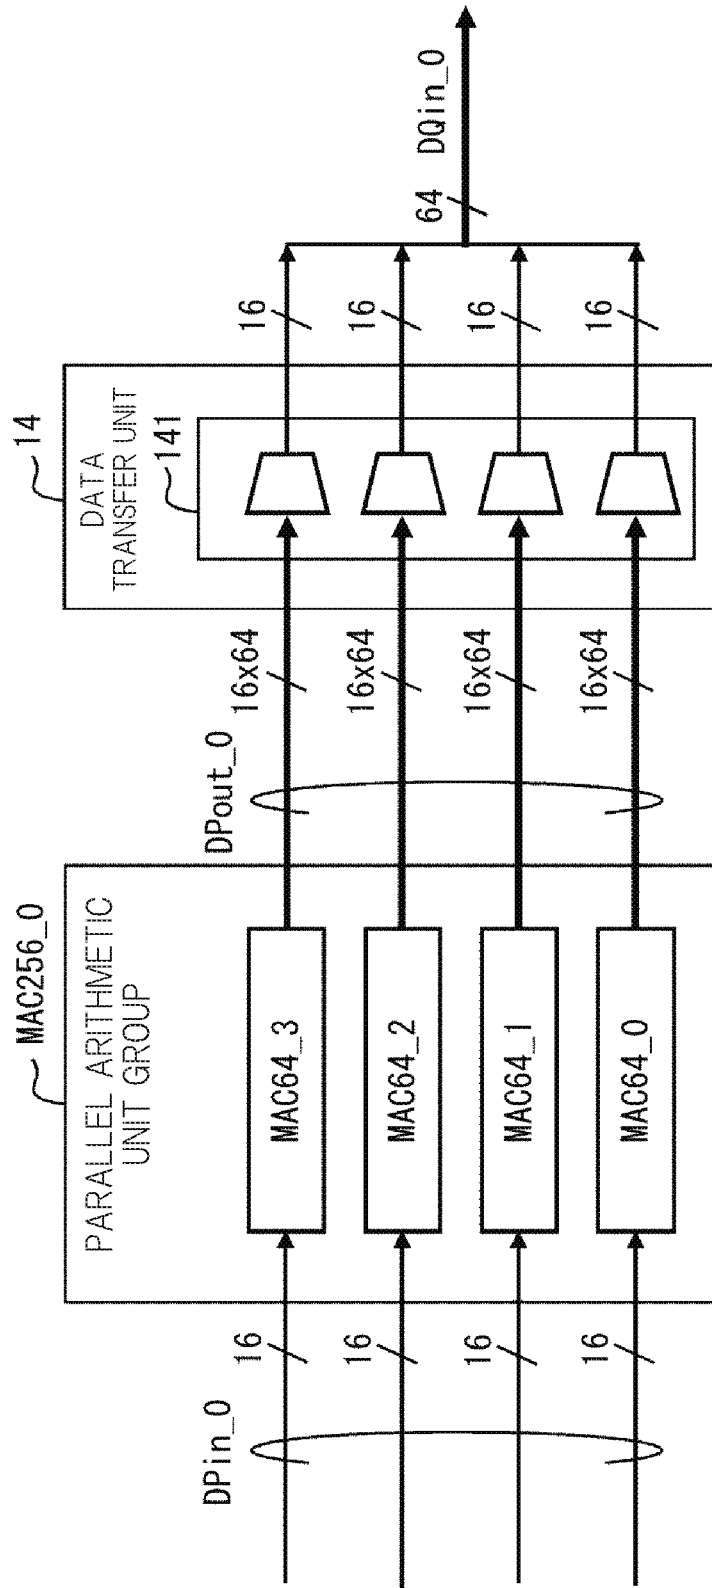 DPin_0
16
16
16
16
MAC256_0
PARALLEL ARITHMETIC
UNIT GROUP
MAC64_3
MAC64_2
MAC64_1
MAC64_0
DPout_0
16x64
16x64
16x64
16x64
14
DATA
TRANSFER UNIT
141
16
16
16
16
64
DQin_0